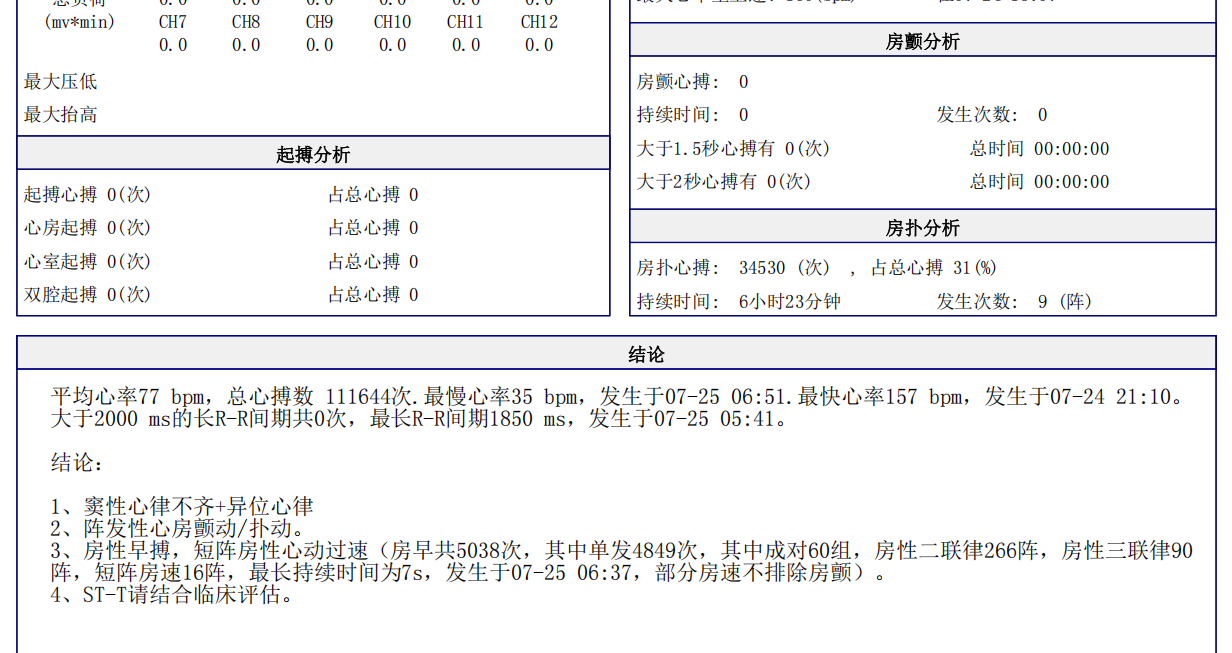 (mv*min) CH7 CH8 CH9 CH10 CH11 CH12
0.0 0.0 0.0 0.0 0.0 0.0
最大压低
最大抬高
起搏分析
起搏心搏 0(次) 占总心搏 0
心房起搏 0(次) 占总心搏 0
心室起搏 0(次) 占总心搏 0
双腔起搏 0(次) 占总心搏 0
房颤分析
房颤心搏: 0
持续时间: 0 发生次数: 0
大于1.5秒心搏有 0(次) 总时间 00:00:00
大于2秒心搏有 0(次) 总时间 00:00:00
房扑分析
房扑心搏: 34530 (次) , 占总心搏 31(%)
持续时间: 6小时23分钟 发生次数: 9 (阵)
结论
平均心率77 bpm, 总心搏数 111644次.最慢心率35 bpm, 发生于07-25 06:51.最快心率157 bpm, 发生于07-24 21:10。
大于2000 ms的长R-R间期共0次, 最长R-R间期1850 ms, 发生于07-25 05:41。
结论:
1、窦性心律不齐+异位心律
2、阵发性心房颤动/扑动。
3、房性早搏, 短阵房性心动过速（房早共5038次, 其中单发4849次, 其中成对60组, 房性二联律266阵, 房性三联律90
阵, 短阵房速16阵, 最长持续时间为7s, 发生于07-25 06:37, 部分房速不排除房颤）。
4、ST-T请结合临床评估。